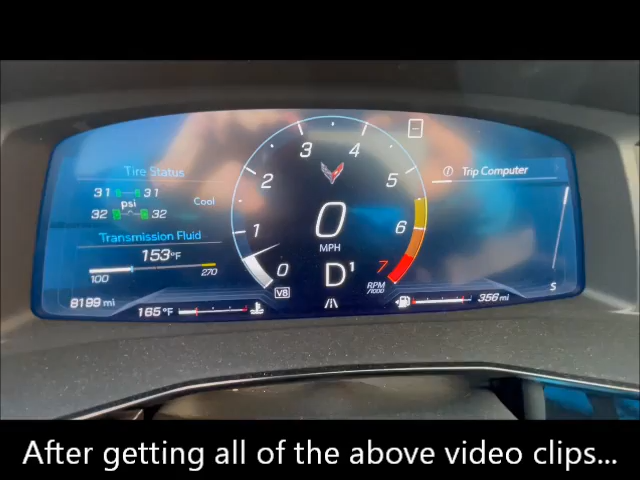 Tire Status
31 31
psi
Cool
32 32
Transmission Fluid
153°F
100 270
8199 mi
165°F
0 1 2 3 4 5 6 7
0
MPH
D1
V8
RPM
/1000
Trip Computer
356 mi
S
After getting all of the above video clips...